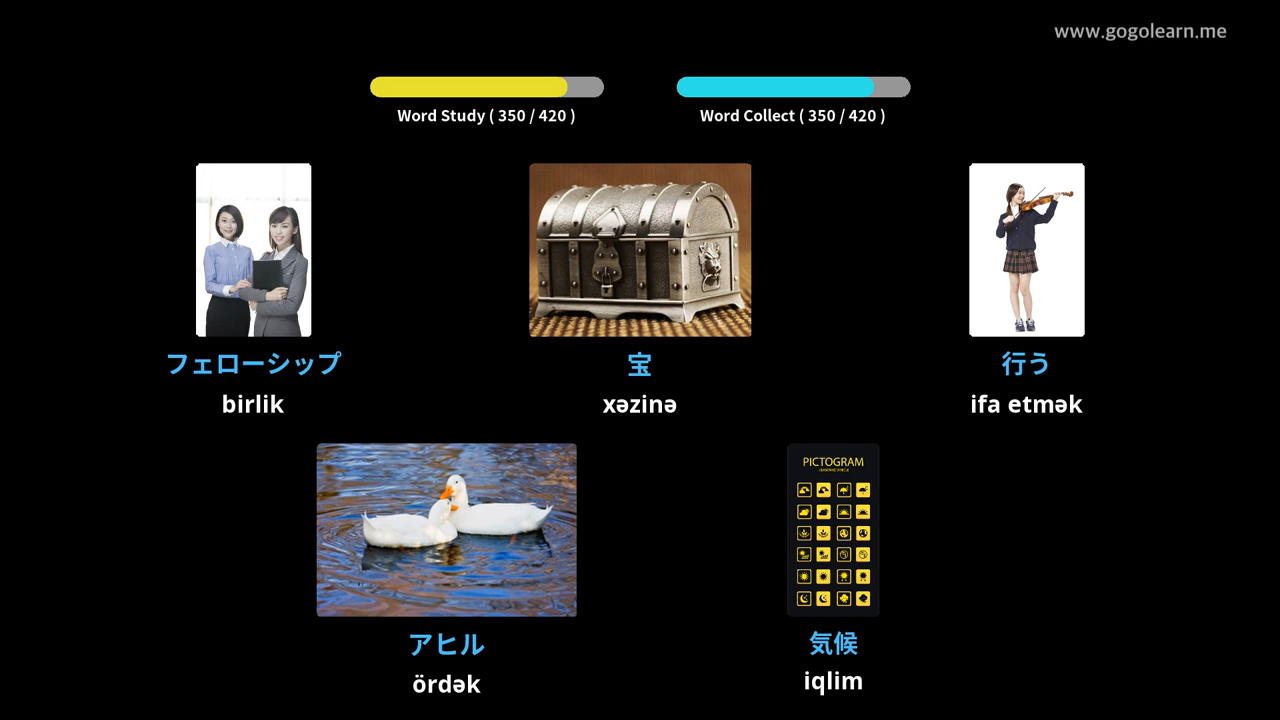 www.gogolearn.me
Word Study ( 350 / 420 )
Word Collect ( 350 / 420 )
フェローシップ
birlik
宝
xəzinə
行う
ifa etmək
PICTOGRAM
アヒル
ördək
気候
iqlim